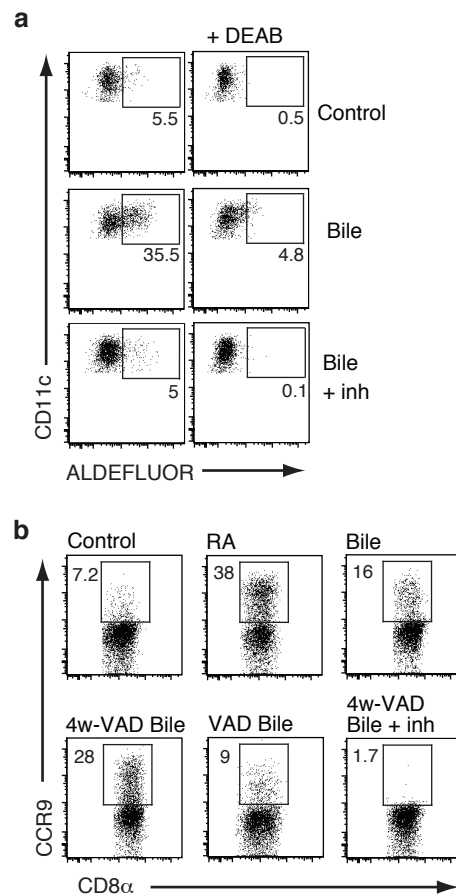 a
+ DEAB
5.5
0.5
Control
35.5
4.8
Bile
5
0.1
Bile
+ inh
CD11c
ALDEFLUOR
b
Control
RA
Bile
7.2
38
16
4w-VAD Bile
VAD Bile
4w-VAD
Bile + inh
28
9
1.7
CCR9
CD8α